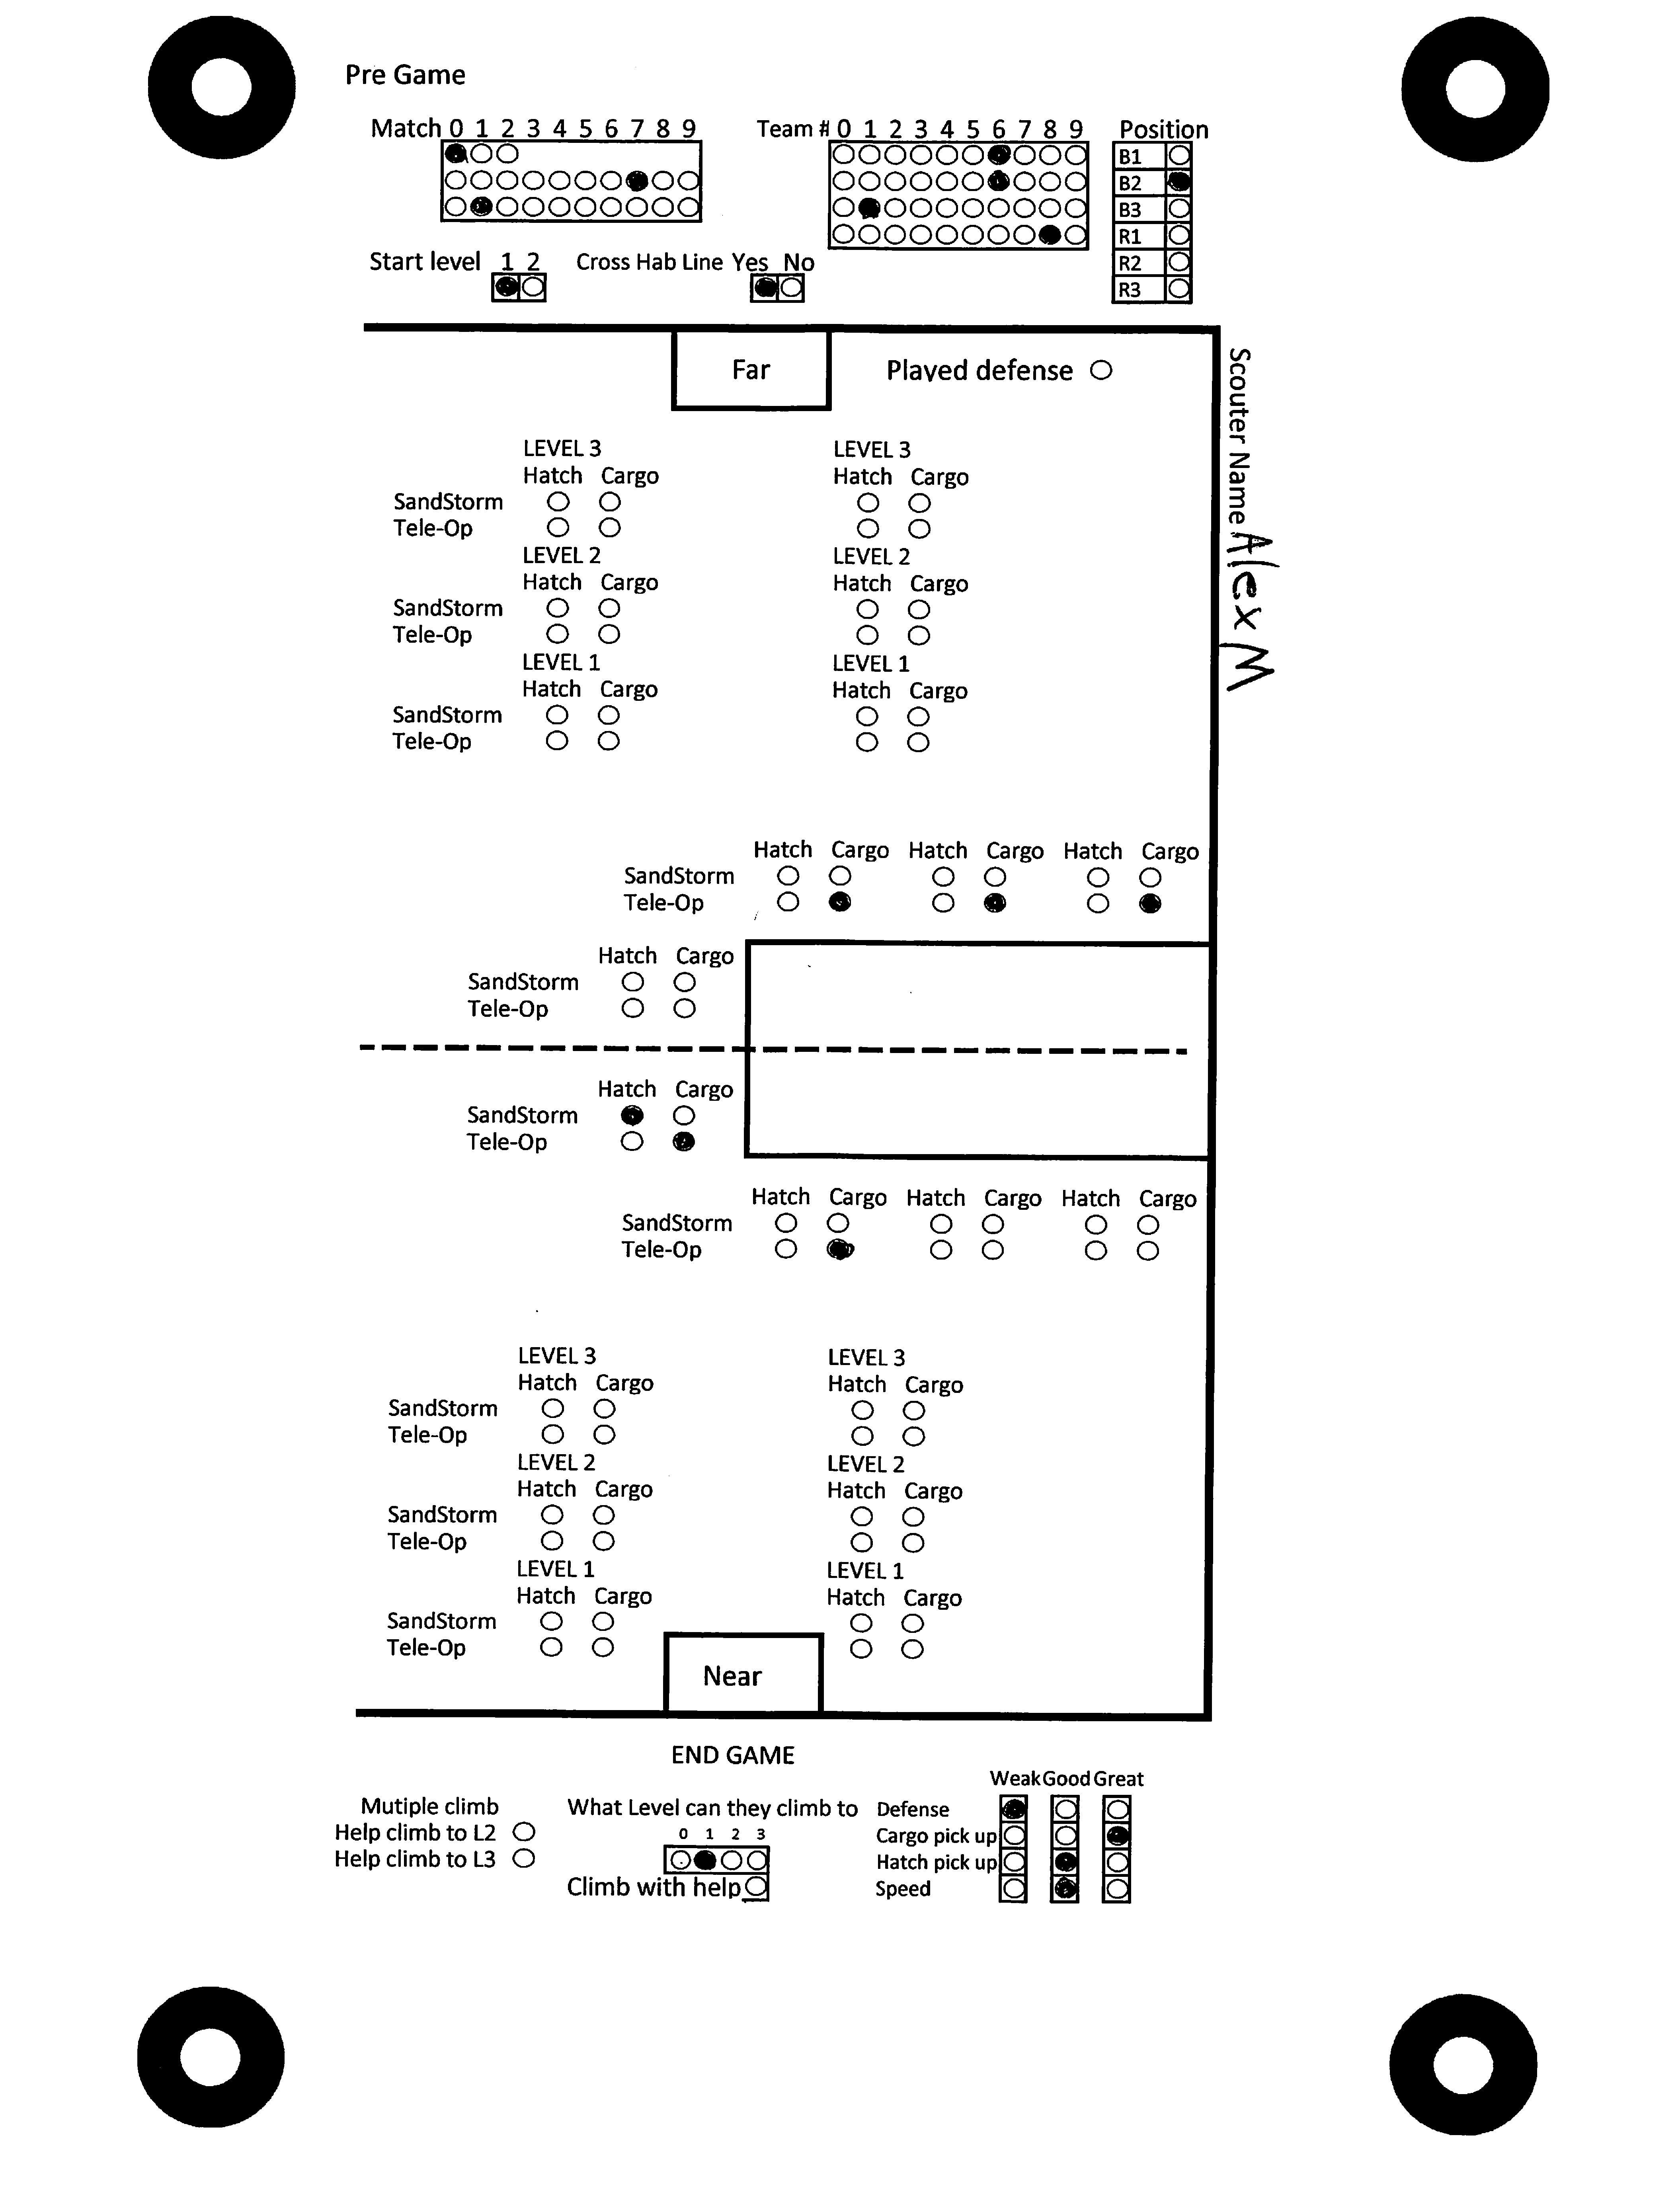 Pre Game
Match 0 1 2 3 4 5 6 7 8 9
Team # 0 1 2 3 4 5 6 7 8 9
Position
B1
B2
B3
R1
R2
R3
Start level 1 2
Cross Hab Line Yes No
Far
Played defense
Scouter Name Alex M
LEVEL 3 LEVEL 3
Hatch Cargo Hatch Cargo
SandStorm
Tele-Op
LEVEL 2 LEVEL 2
Hatch Cargo Hatch Cargo
SandStorm
Tele-Op
LEVEL 1 LEVEL 1
Hatch Cargo Hatch Cargo
SandStorm
Tele-Op
Hatch Cargo Hatch Cargo Hatch Cargo
SandStorm
Tele-Op
Hatch Cargo
SandStorm
Tele-Op
Hatch Cargo
SandStorm
Tele-Op
Hatch Cargo Hatch Cargo Hatch Cargo
SandStorm
Tele-Op
LEVEL 3 LEVEL 3
Hatch Cargo Hatch Cargo
SandStorm
Tele-Op
LEVEL 2 LEVEL 2
Hatch Cargo Hatch Cargo
SandStorm
Tele-Op
LEVEL 1 LEVEL 1
Hatch Cargo Hatch Cargo
SandStorm
Tele-Op
Near
END GAME
Mutiple climb
Help climb to L2
Help climb to L3
What Level can they climb to
0 1 2 3
Climb with help
Weak Good Great
Defense
Cargo pick up
Hatch pick up
Speed